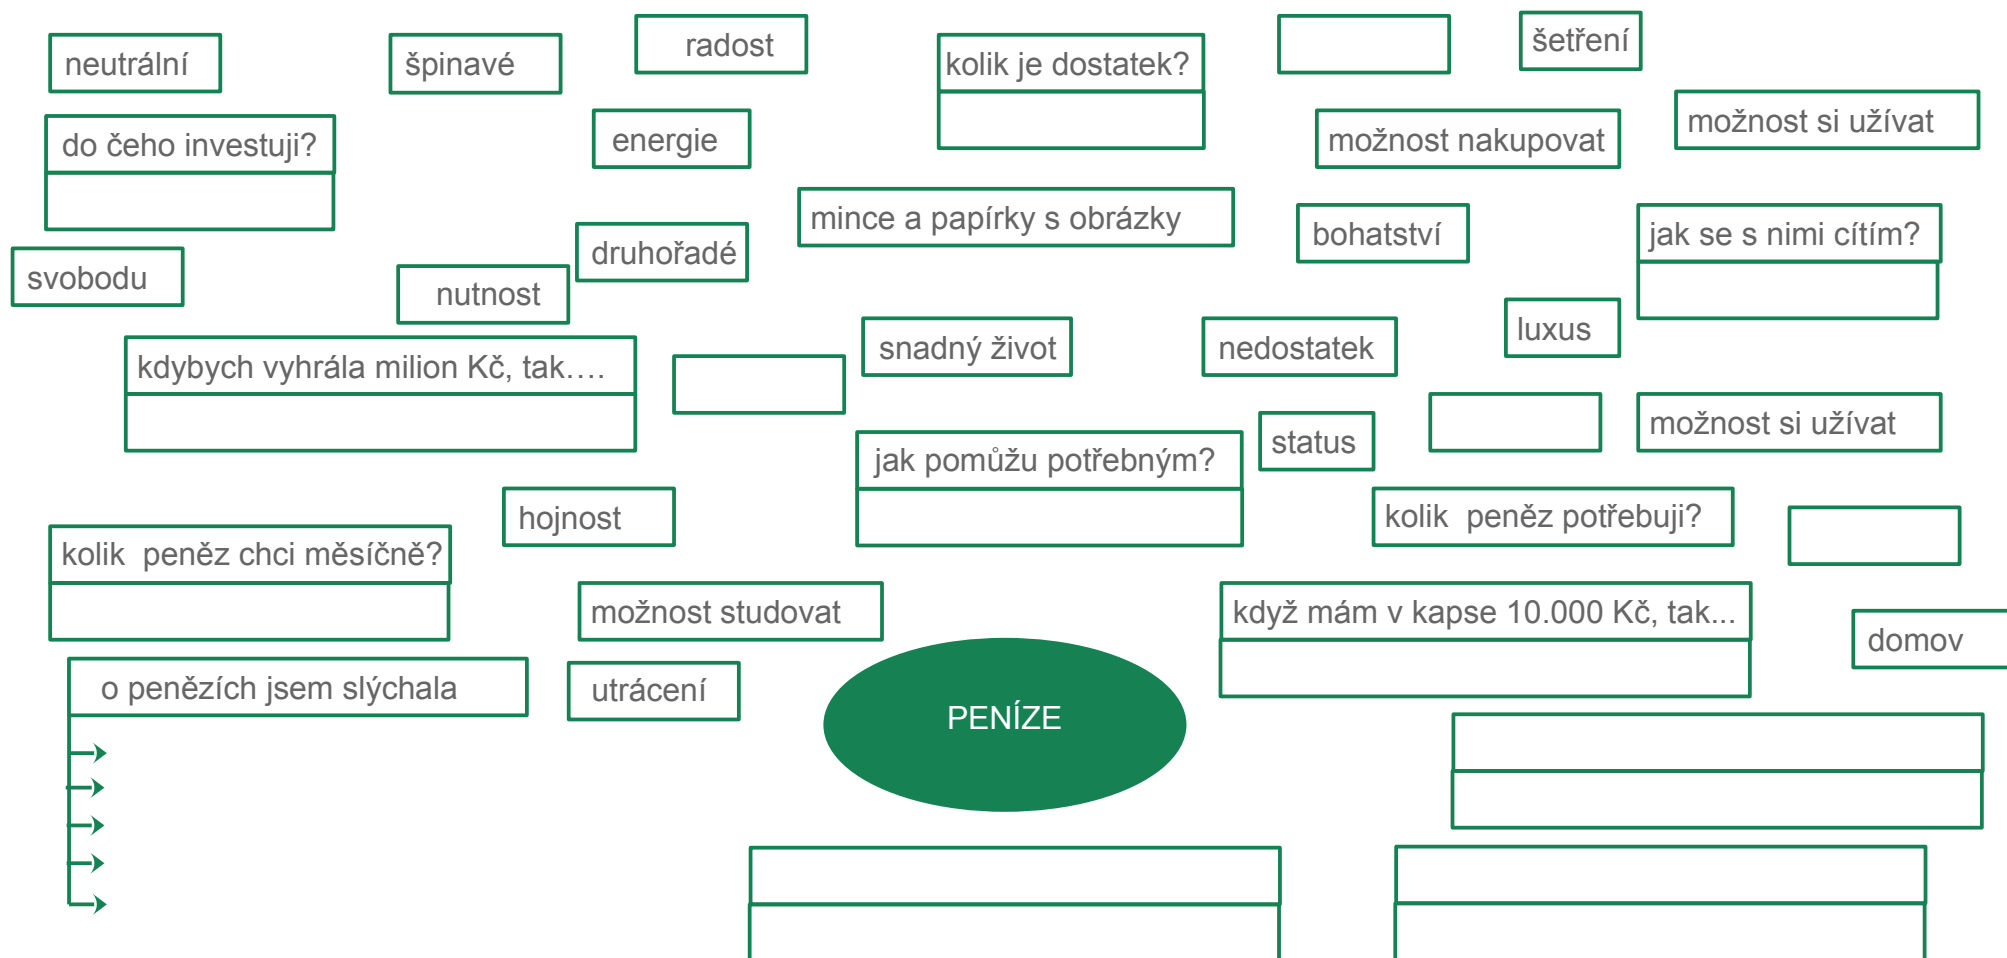 radost
šetření
neutrální
špinavé
kolik je dostatek?
možnost si užívat
do čeho investuji?
energie
možnost nakupovat
mince a papírky s obrázky
bohatství
jak se s nimi cítím?
druhořadé
svobodu
nutnost
luxus
snadný život
nedostatek
kdybych vyhrála milion Kč, tak….
možnost si užívat
status
jak pomůžu potřebným?
hojnost
kolik  peněz potřebuji?
kolik  peněz chci měsíčně?
možnost studovat
když mám v kapse 10.000 Kč, tak...
domov
o penězích jsem slýchala
utrácení
PENÍZE